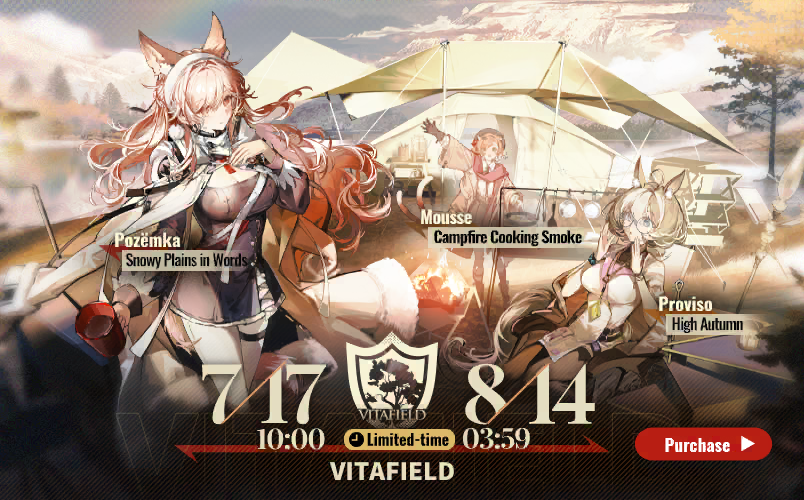 Pozëmka
Snowy Plains in Words
Mousse
Campfire Cooking Smoke
Proviso
High Autumn
7/17
10:00
VITAFIELD
Limited-time
8/14
03:59
VITAFIELD
Purchase